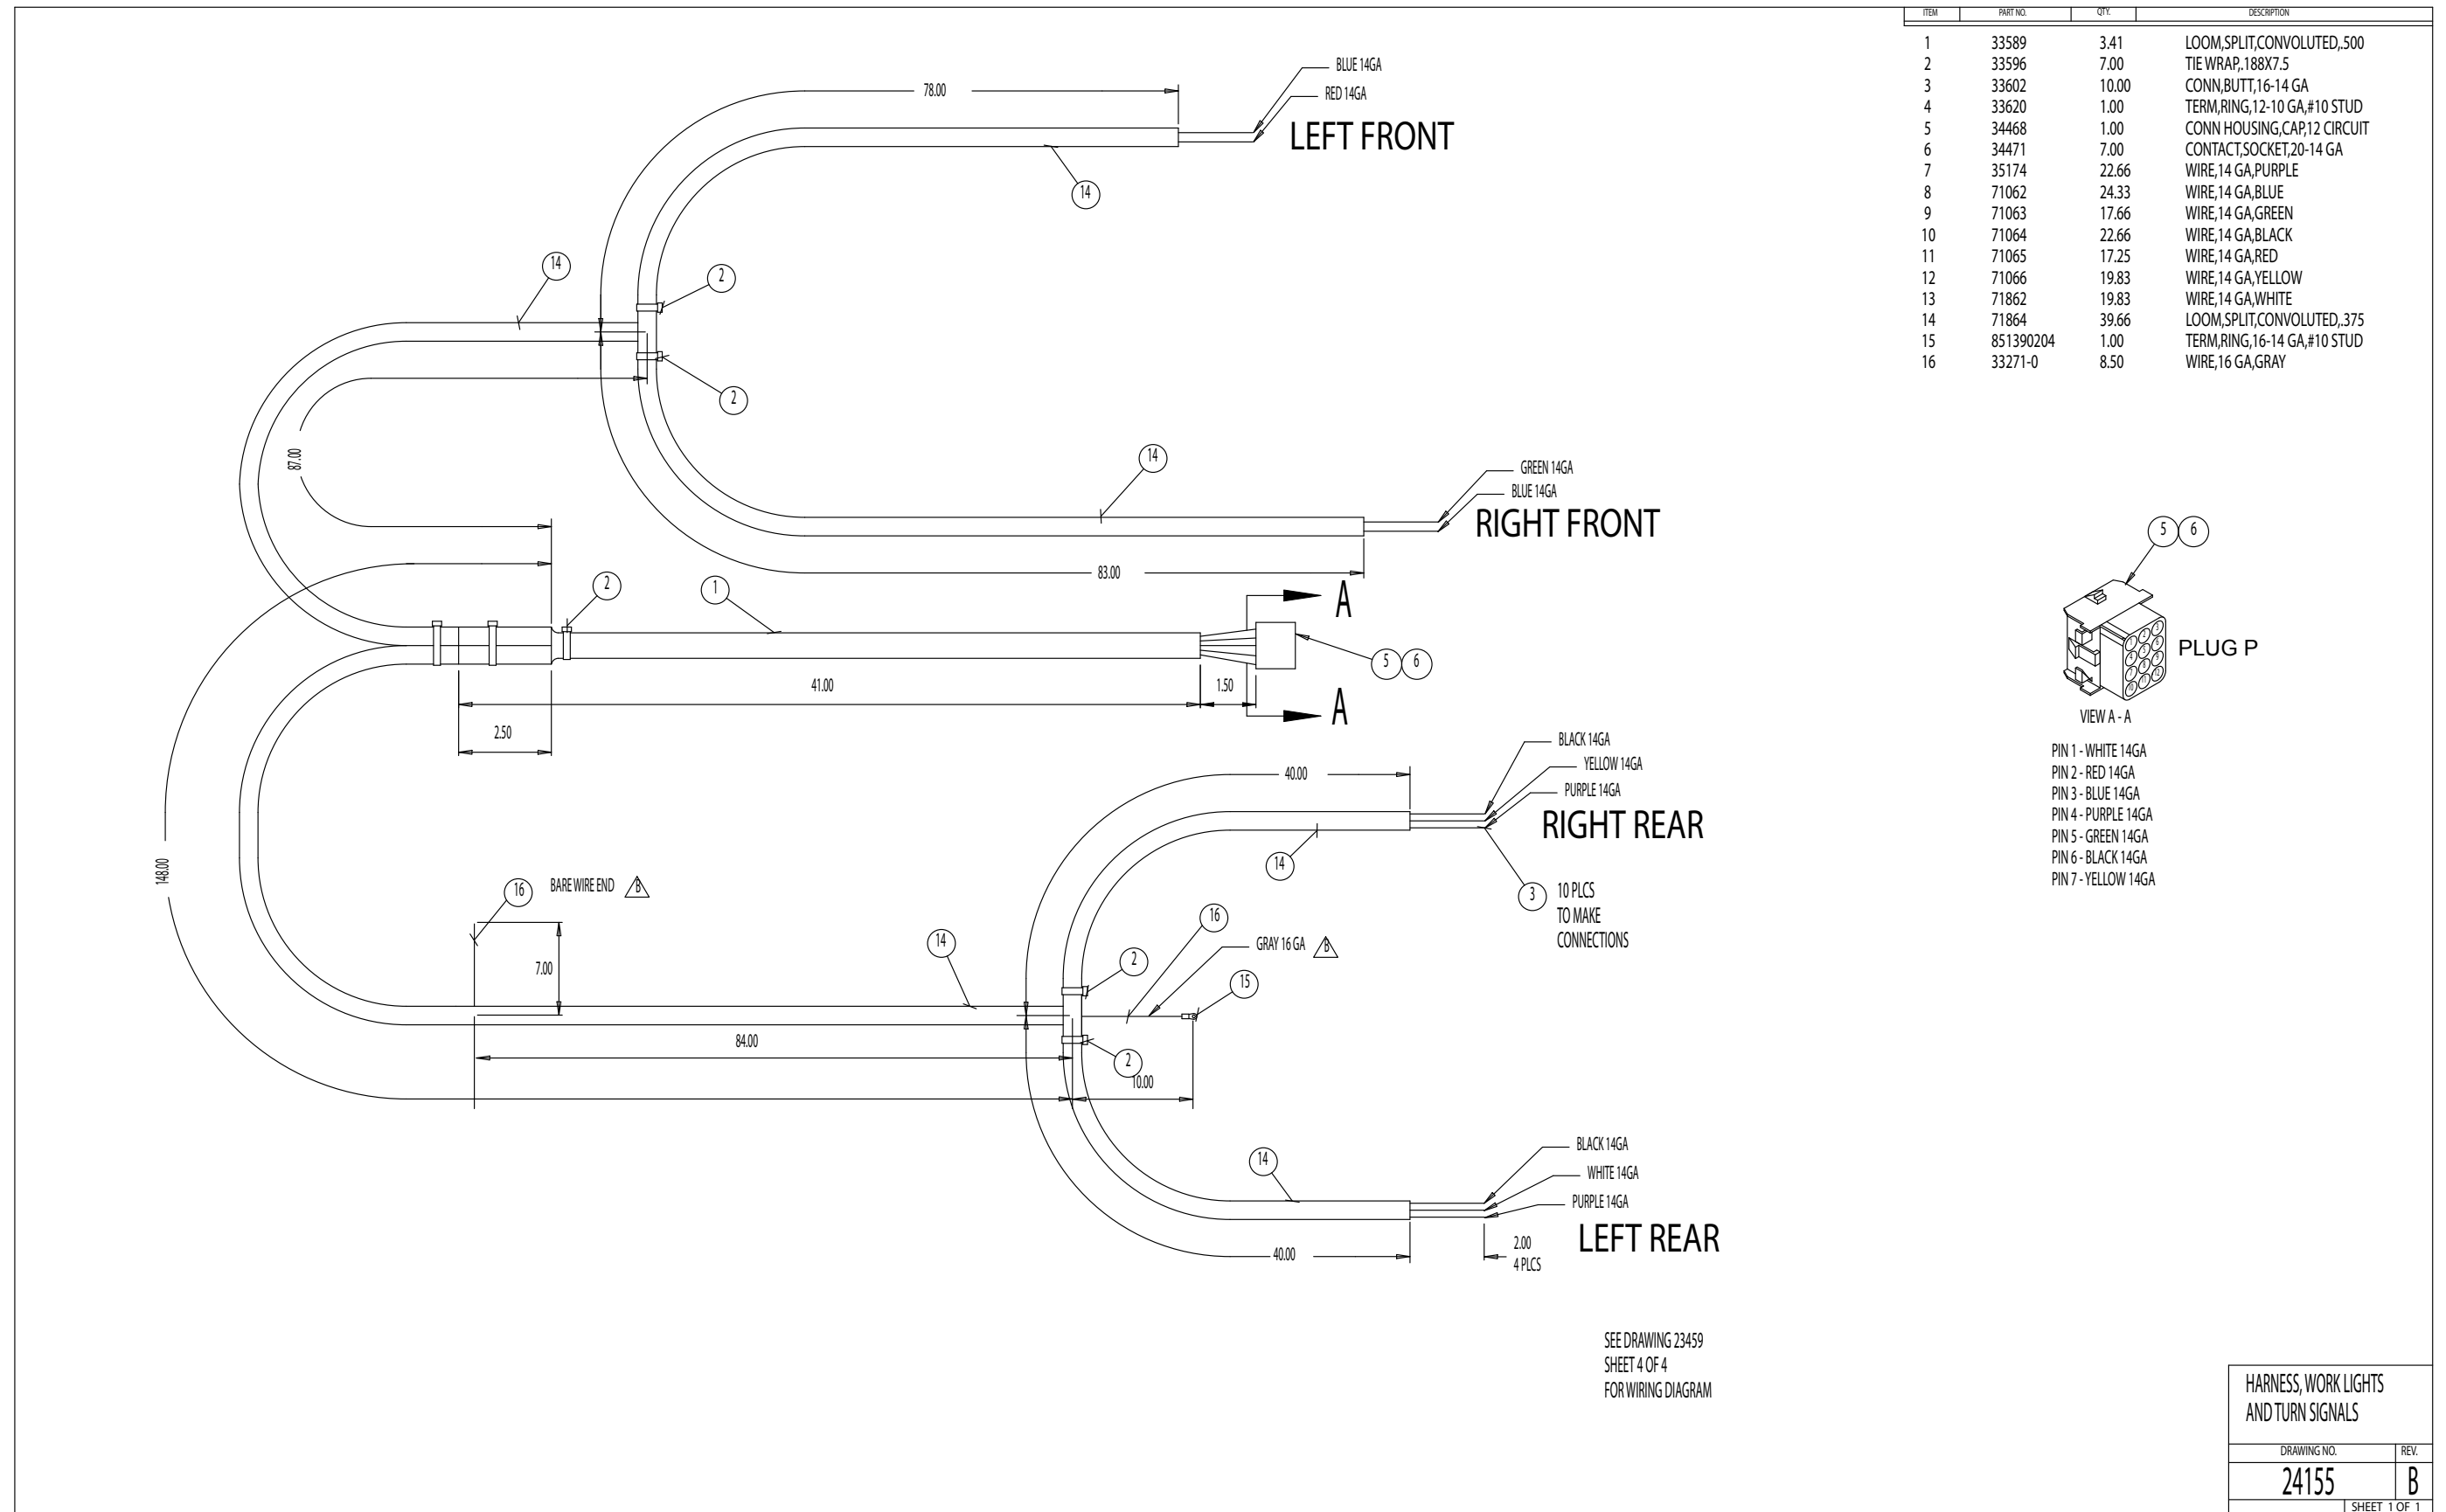 ITEM PART NO. QTY. DESCRIPTION
1 33589 3.41 LOOM,SPLIT,CONVOLUTED,.500
2 33596 7.00 TIE WRAP,.188X7.5
3 33602 10.00 CONN,BUTT,16-14 GA
4 33620 1.00 TERM,RING,12-10 GA,#10 STUD
5 34468 1.00 CONN HOUSING,CAP,12 CIRCUIT
6 34471 7.00 CONTACT,SOCKET,20-14 GA
7 35174 22.66 WIRE,14 GA,PURPLE
8 71062 24.33 WIRE,14 GA,BLUE
9 71063 17.66 WIRE,14 GA,GREEN
10 71064 22.66 WIRE,14 GA,BLACK
11 71065 17.25 WIRE,14 GA,RED
12 71066 19.83 WIRE,14 GA,YELLOW
13 71862 19.83 WIRE,14 GA,WHITE
14 71864 39.66 LOOM,SPLIT,CONVOLUTED,.375
15 851390204 1.00 TERM,RING,16-14 GA,#10 STUD
16 33271-0 8.50 WIRE,16 GA,GRAY
78.00
BLUE 14GA
RED 14GA
LEFT FRONT
14
14
2
2
87.00
14
GREEN 14GA
BLUE 14GA
RIGHT FRONT
83.00
2
1
A
5 6
41.00
1.50
A
2.50
5 6
PLUG P
1 2 3
4 5 6
7 8 9
10 11 12
VIEW A - A
PIN 1 - WHITE 14GA
PIN 2 - RED 14GA
PIN 3 - BLUE 14GA
PIN 4 - PURPLE 14GA
PIN 5 - GREEN 14GA
PIN 6 - BLACK 14GA
PIN 7 - YELLOW 14GA
40.00
BLACK 14GA
YELLOW 14GA
PURPLE 14GA
RIGHT REAR
14
3 10 PLCS
TO MAKE
CONNECTIONS
148.00
16 BARE WIRE END B
7.00
14
16
GRAY 16 GA B
2
15
84.00
2
10.00
14
BLACK 14GA
WHITE 14GA
PURPLE 14GA
LEFT REAR
40.00
2.00
4 PLCS
SEE DRAWING 23459
SHEET 4 OF 4
FOR WIRING DIAGRAM
HARNESS, WORK LIGHTS
AND TURN SIGNALS
DRAWING NO. REV.
24155 B
SHEET 1 OF 1